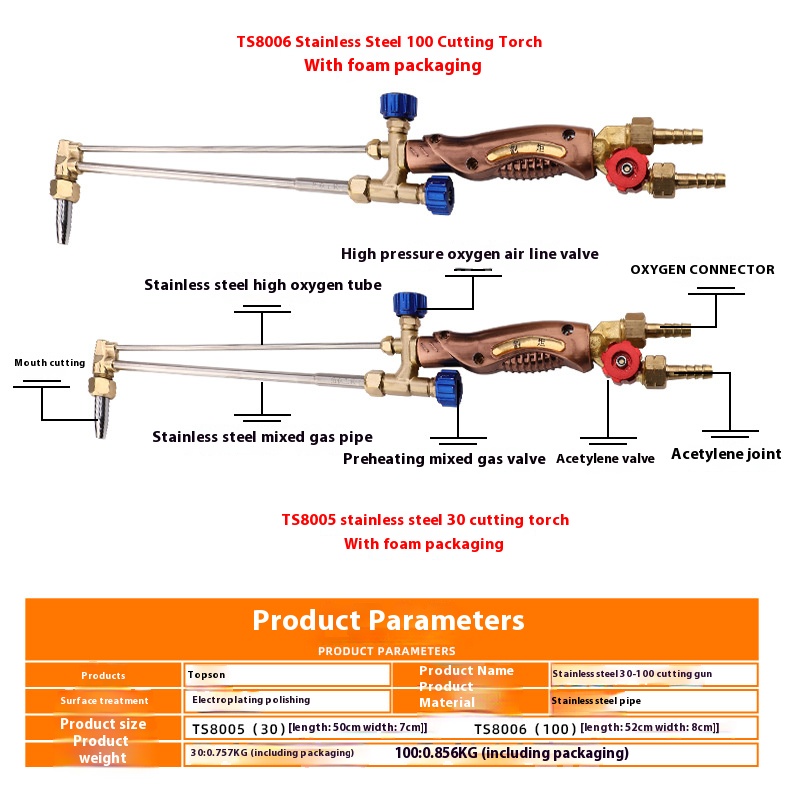 TS8006 Stainless Steel 100 Cutting Torch
With foam packaging
High pressure oxygen air line valve
OXYGEN CONNECTOR
Stainless steel high oxygen tube
Mouth cutting
Stainless steel mixed gas pipe
Preheating mixed gas valve
Acetylene valve
Acetylene joint
TS8005 stainless steel 30 cutting torch
With foam packaging
Product Parameters
PRODUCT PARAMETERS
Products
Topson
Product Name
Stainless steel 30-100 cutting gun
Surface treatment
Electroplating polishing
Product
Material
Stainless steel pipe
Product size
TS8005 (30) [length: 50cm width: 7cm]]
TS8006 (100) [length: 52cm width: 8cm]]
Product
weight
30:0.757KG (including packaging)
100:0.856KG (including packaging)